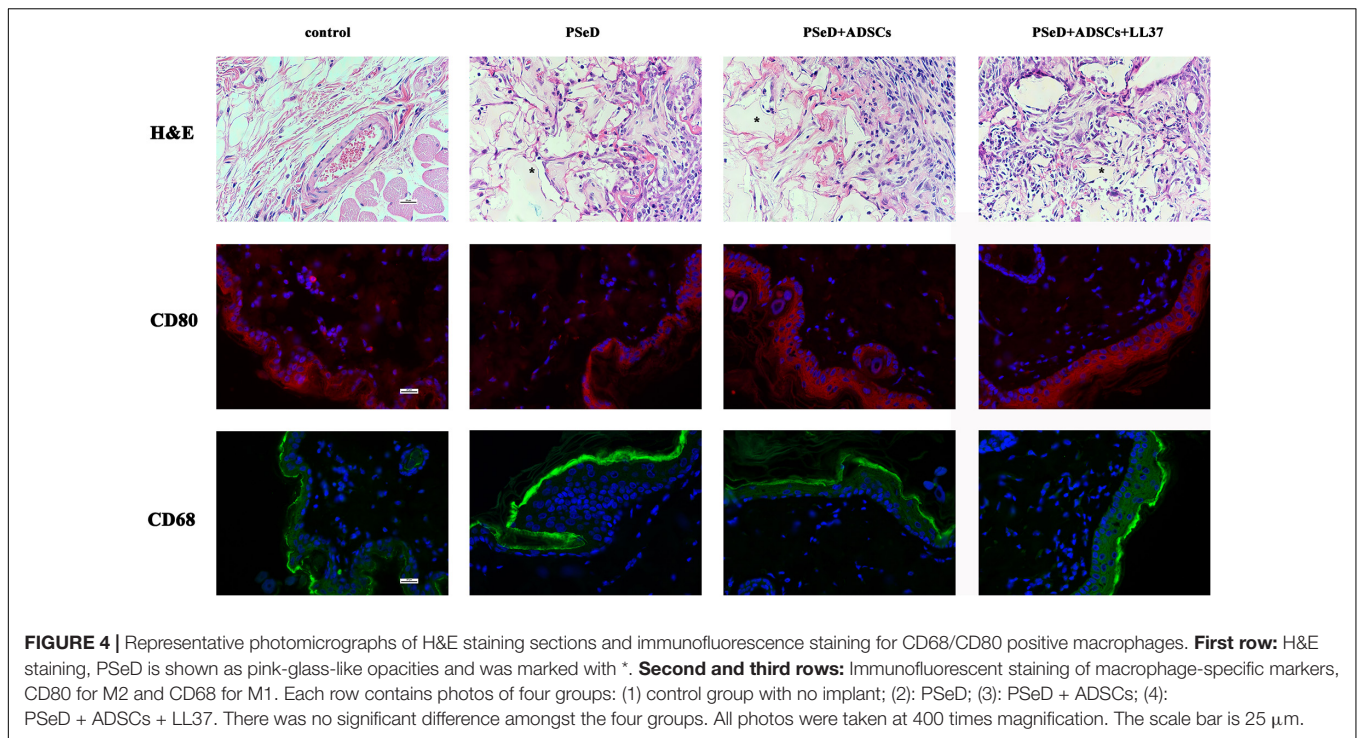 control PSeD PSeD+ADSCs PSeD+ADSCs+LL37
H&E
*
*
*
CD80
CD68
FIGURE 4 | Representative photomicrographs of H&E staining sections and immunofluorescence staining for CD68/CD80 positive macrophages. First row: H&E
staining, PSeD is shown as pink-glass-like opacities and was marked with *. Second and third rows: Immunofluorescent staining of macrophage-specific markers,
CD80 for M2 and CD68 for M1. Each row contains photos of four groups: (1) control group with no implant; (2): PSeD; (3): PSeD + ADSCs; (4):
PSeD + ADSCs + LL37. There was no significant difference amongst the four groups. All photos were taken at 400 times magnification. The scale bar is 25 μm.